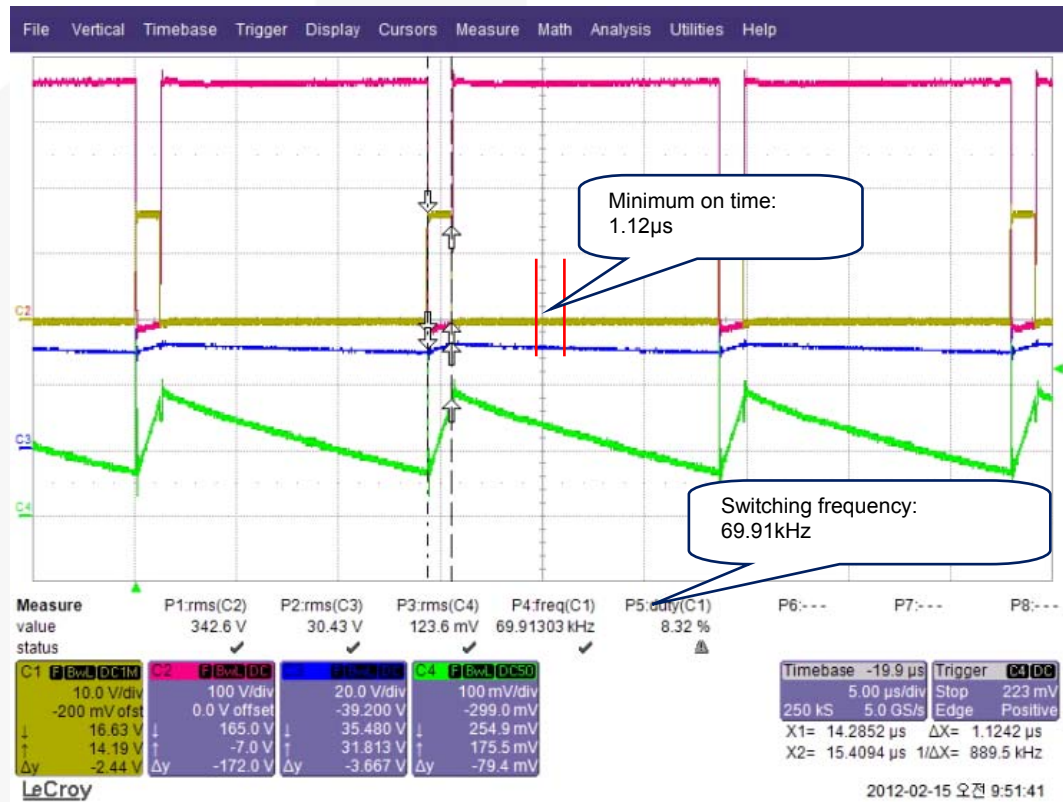 File Vertical Timebase Trigger Display Cursors Measure Math Analysis Utilities Help
Minimum on time:
1.12µs
C2
C3
C4
Switching frequency:
69.91kHz
Measure P1:rms(C2) P2:rms(C3) P3:rms(C4) P4:freq(C1) P5:duty(C1) P6:--- P7:--- P8:---
value 342.6 V 30.43 V 123.6 mV 69.91303 kHz 8.32 %
status
C1 F BwL DC1M
10.0 V/div
-200 mV ofst
↓ 16.63 V
↑ 14.19 V
Δy -2.44 V
C2 F BwL DC
100 V/div
0.0 V offset
↓ 165.0 V
↑ -7.0 V
Δy -172.0 V
20.0 V/div
-39.200 V
↓ 35.480 V
↑ 31.813 V
Δy -3.667 V
C4 F BwL DC50
100 mV/div
-299.0 mV
↓ 254.9 mV
↑ 175.5 mV
Δy -79.4 mV
Timebase -19.9 µs
5.00 µs/div
250 kS 5.0 GS/s
Trigger C4 DC
Stop 223 mV
Edge Positive
X1= 14.2852 µs ΔX= 1.1242 µs
X2= 15.4094 µs 1/ΔX= 889.5 kHz
LeCroy
2012-02-15 오전 9:51:41